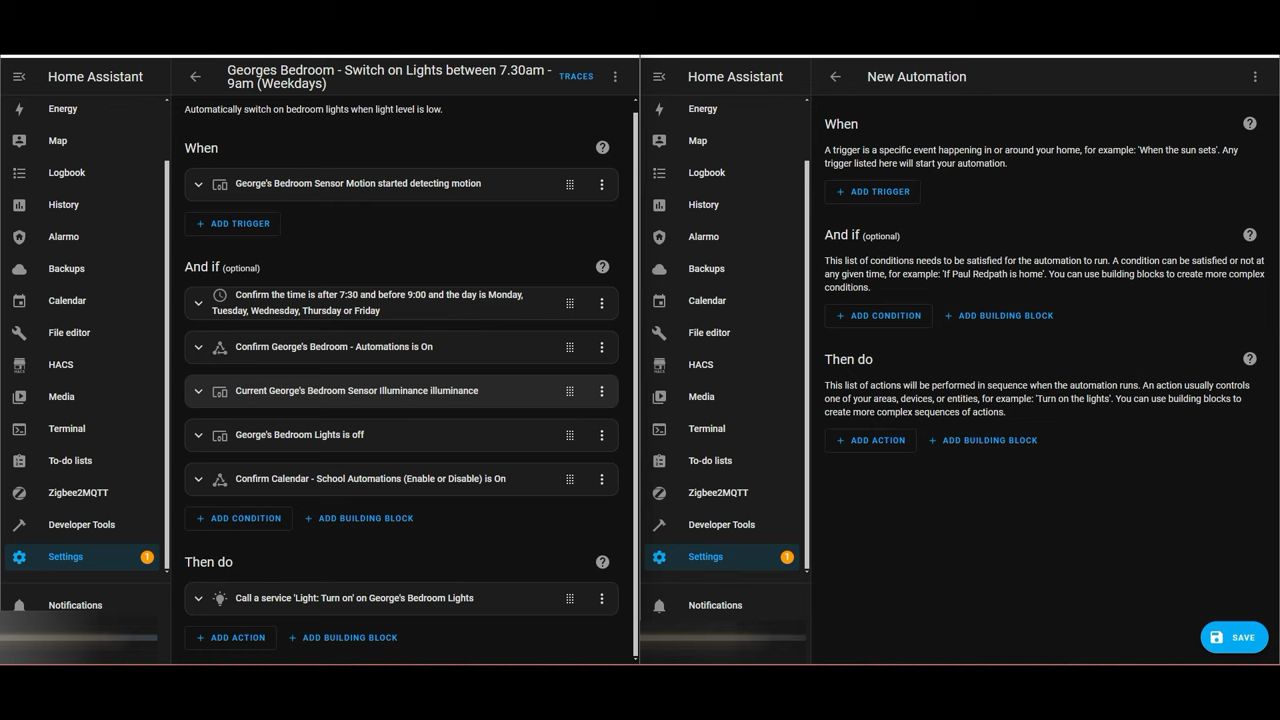 Home Assistant
Energy
Map
Logbook
History
Alarmo
Backups
Calendar
File editor
HACS
Media
Terminal
To-do lists
Zigbee2MQTT
Developer Tools
Settings
1
Notifications
Georges Bedroom - Switch on Lights between 7.30am -
9am (Weekdays)
TRACES
Automatically switch on bedroom lights when light level is low.
When
George's Bedroom Sensor Motion started detecting motion
+ ADD TRIGGER
And if (optional)
Confirm the time is after 7:30 and before 9:00 and the day is Monday,
Tuesday, Wednesday, Thursday or Friday
Confirm George's Bedroom - Automations is On
Current George's Bedroom Sensor Illuminance illuminance
George's Bedroom Lights is off
Confirm Calendar - School Automations (Enable or Disable) is On
+ ADD CONDITION + ADD BUILDING BLOCK
Then do
Call a service 'Light: Turn on' on George's Bedroom Lights
+ ADD ACTION + ADD BUILDING BLOCK
Home Assistant
Energy
Map
Logbook
History
Alarmo
Backups
Calendar
File editor
HACS
Media
Terminal
To-do lists
Zigbee2MQTT
Developer Tools
Settings
1
Notifications
New Automation
When
A trigger is a specific event happening in or around your home, for example: 'When the sun sets'. Any
trigger listed here will start your automation.
+ ADD TRIGGER
And if (optional)
This list of conditions needs to be satisfied for the automation to run. A condition can be satisfied or not at
any given time, for example: 'If Paul Redpath is home'. You can use building blocks to create more complex
conditions.
+ ADD CONDITION + ADD BUILDING BLOCK
Then do
This list of actions will be performed in sequence when the automation runs. An action usually controls
one of your areas, devices, or entities, for example: 'Turn on the lights'. You can use building blocks to
create more complex sequences of actions.
+ ADD ACTION + ADD BUILDING BLOCK
SAVE